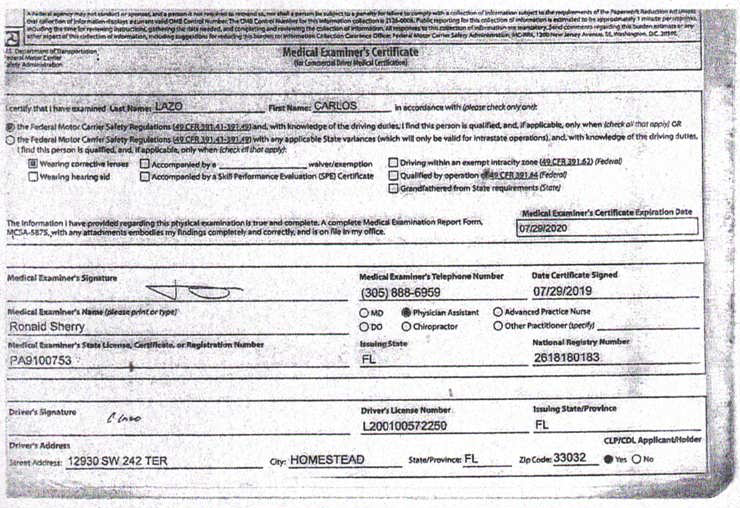 A Federal agency may not conduct or sponsor, and a person is not required to respond to, nor shall a person be subject to a penalty for failure to comply with a collection of information subject to the requirements of the Paperwork Reduction Act unless
that collection of information displays a current valid OMB Control Number. The OMB Control Number for this information collection is 2126-0006. Public reporting for this collection of information is estimated to be approximately 1 minute per response,
including the time for reviewing instructions, gathering the data needed, and completing and reviewing the collection of information. All responses to this collection of information are mandatory. Send comments regarding this burden estimate or any
other aspect of this collection of information, including suggestions for reducing this burden to: Information Collection Clearance Officer, Federal Motor Carrier Safety Administration, MC-RRA, 1200 New Jersey Avenue, SE, Washington, D.C. 20590.
U.S. Department of Transportation
Federal Motor Carrier
Safety Administration
Medical Examiner's Certificate
(for Commercial Driver Medical Certification)
I certify that I have examined Last Name: LAZO First Name: CARLOS in accordance with (please check only one):
the Federal Motor Carrier Safety Regulations (49 CFR 391.41-391.49) and, with knowledge of the driving duties, I find this person is qualified, and, if applicable, only when (check all that apply) OR
the Federal Motor Carrier Safety Regulations (49 CFR 391.41-391.49) with any applicable State variances (which will only be valid for intrastate operations), and, with knowledge of the driving duties,
I find this person is qualified, and, if applicable, only when (check all that apply):
Wearing corrective lenses Accompanied by a waiver/exemption Driving within an exempt intracity zone (49 CFR 391.62) (Federal)
Wearing hearing aid Accompanied by a Skill Performance Evaluation (SPE) Certificate Qualified by operation of 49 CFR 391.64 (Federal)
Grandfathered from State requirements (State)
The information I have provided regarding this physical examination is true and complete. A complete Medical Examination Report Form,
MCSA-5875, with any attachments embodies my findings completely and correctly, and is on file in my office.
Medical Examiner's Certificate Expiration Date
07/29/2020
Medical Examiner's Signature Medical Examiner's Telephone Number Date Certificate Signed
(305) 888-6959 07/29/2019
Medical Examiner's Name (please print or type) MD Physician Assistant Advanced Practice Nurse
Ronald Sherry DO Chiropractor Other Practitioner (specify)
Medical Examiner's State License, Certificate, or Registration Number Issuing State National Registry Number
PA9100753 FL 2618180183
Driver's Signature Driver's License Number Issuing State/Province
C Lazo L200100572250 FL
Driver's Address CLP/CDL Applicant/Holder
Street Address: 12930 SW 242 TER City: HOMESTEAD State/Province: FL Zip Code: 33032 Yes No